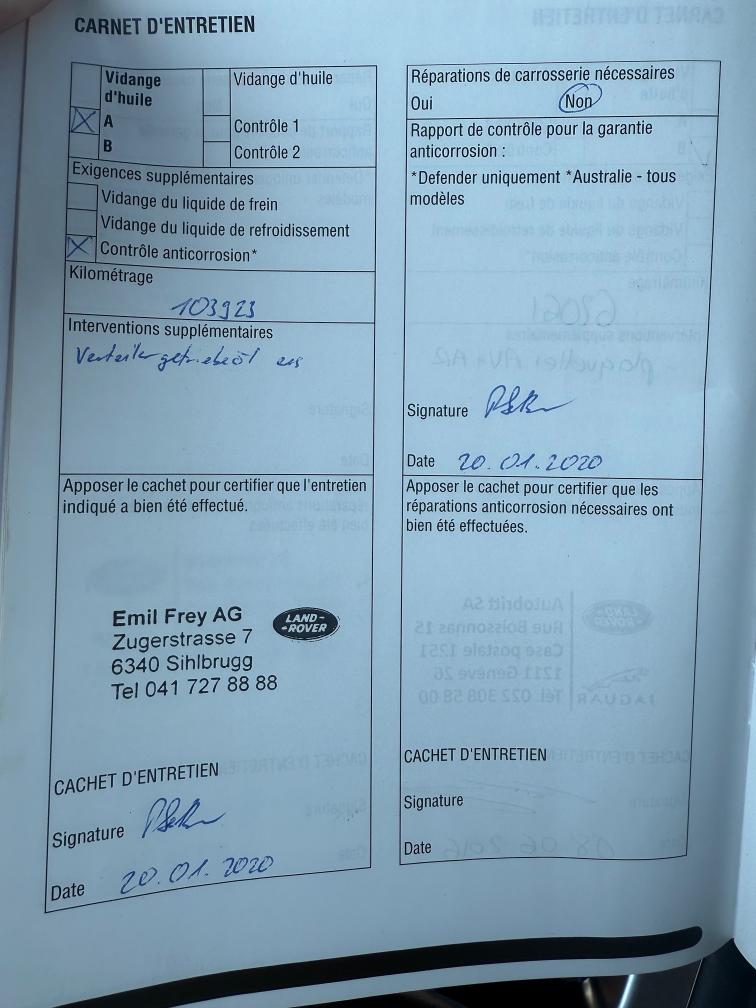 CARNET D'ENTRETIEN
Vidange
d'huile
A
B
Vidange d'huile
Contrôle 1
Contrôle 2
Exigences supplémentaires
Vidange du liquide de frein
Vidange du liquide de refroidissement
Contrôle anticorrosion*
Kilométrage
103923
Interventions supplémentaires
Verteilergetriebeöl
Apposer le cachet pour certifier que l'entretien
indiqué a bien été effectué.
Emil Frey AG
Zugerstrasse 7
6340 Sihlbrugg
Tel 041 727 88 88
LAND-
-ROVER
CACHET D'ENTRETIEN
Signature
Date 20.01.2020
Réparations de carrosserie nécessaires
Oui Non
Rapport de contrôle pour la garantie
anticorrosion :
*Defender uniquement *Australie - tous
modèles
Signature
Date 20.01.2020
Apposer le cachet pour certifier que les
réparations anticorrosion nécessaires ont
bien été effectuées.
CACHET D'ENTRETIEN
Signature
Date